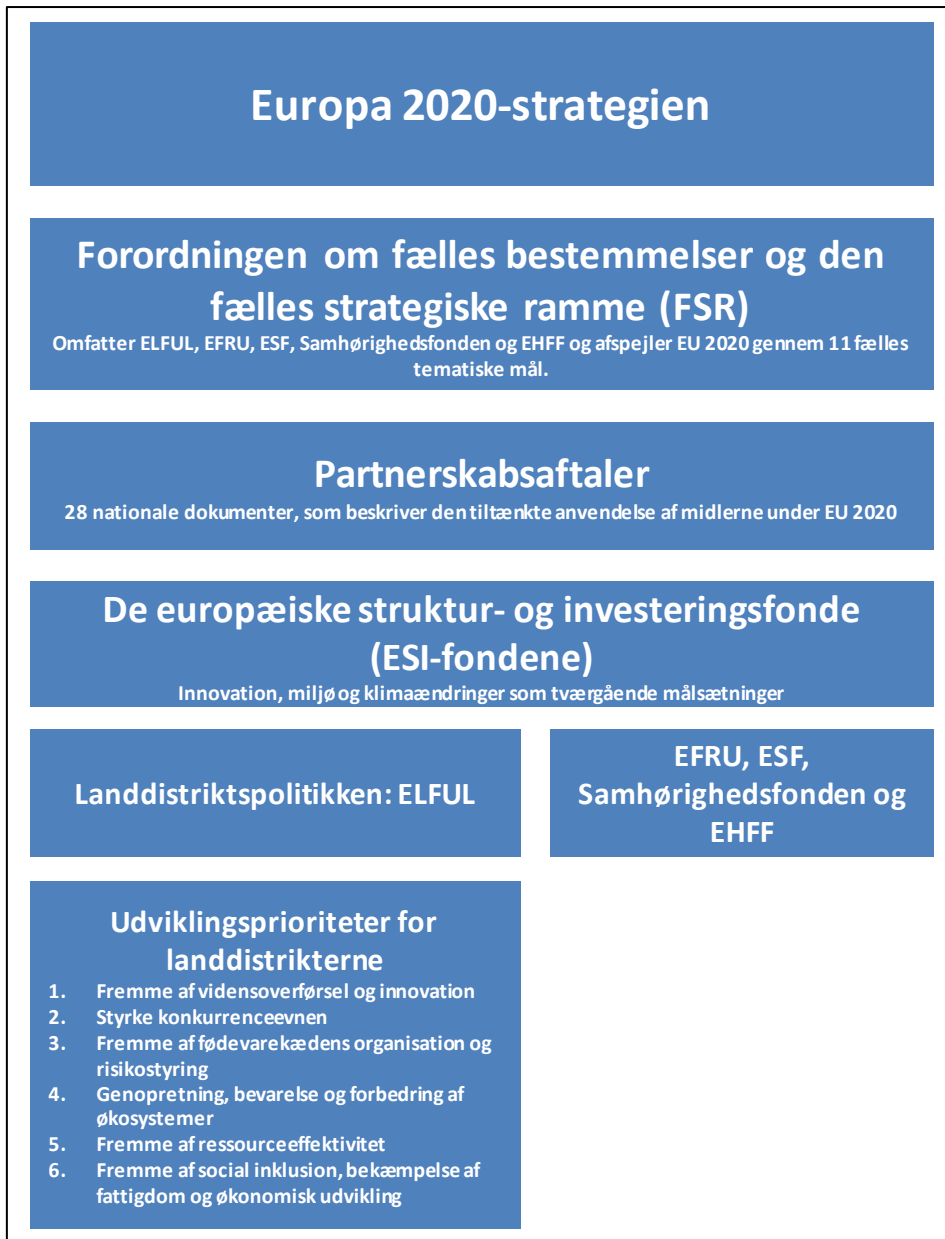 Europa 2020-strategien
Forordningen om fælles bestemmelser og den
fælles strategiske ramme (FSR)
Omfatter ELFUL, EFRU, ESF, Samhørighedsfonden og EHFF og afspejler EU 2020 gennem 11 fælles
tematiske mål.
Partnerskabsaftaler
28 nationale dokumenter, som beskriver den tiltænkte anvendelse af midlerne under EU 2020
De europæiske struktur- og investeringsfonde
(ESI-fondene)
Innovation, miljø og klimaændringer som tværgående målsætninger
Landdistriktspolitikken: ELFUL
EFRU, ESF,
Samhørighedsfonden og
EHFF
Udviklingsprioriteter for
landdistrikterne
1. Fremme af vidensoverførsel og innovation
2. Styrke konkurrenceevnen
3. Fremme af fødevarekædens organisation og
risikostyring
4. Genopretning, bevarelse og forbedring af
økosystemer
5. Fremme af ressourceeffektivitet
6. Fremme af social inklusion, bekæmpelse af
fattigdom og økonomisk udvikling